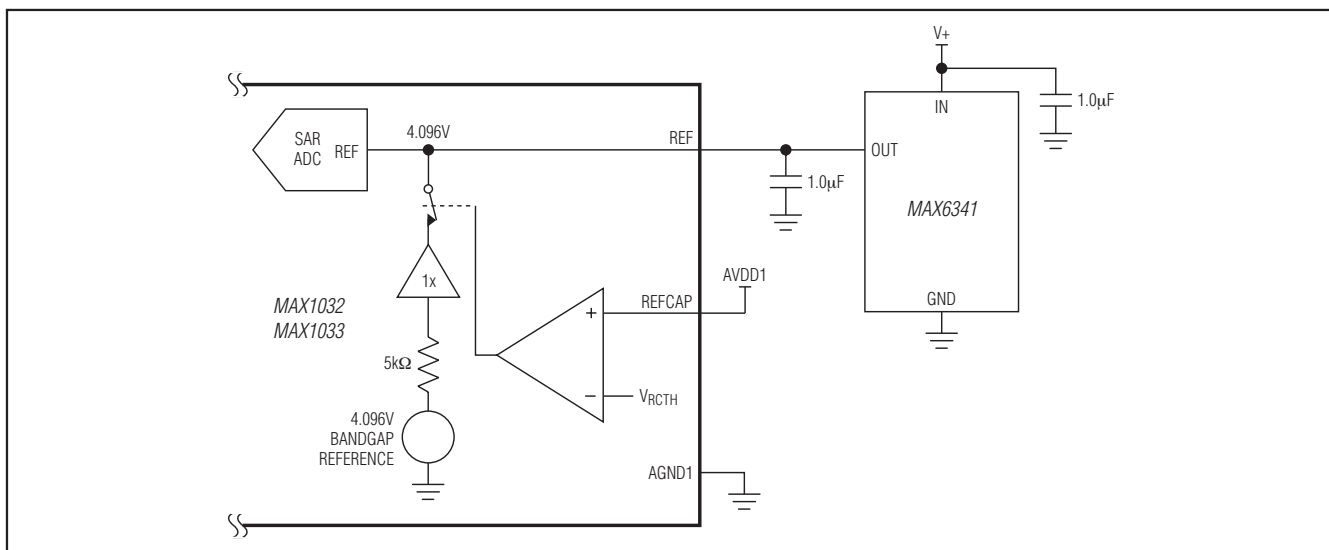 V+
IN
1.0µF
SAR
ADC
REF
4.096V
REF
OUT
1.0µF
MAX6341
GND
1x
MAX1032
MAX1033
REFCAP
AVDD1
+
5kΩ
−
VRCTH
4.096V
BANDGAP
REFERENCE
AGND1